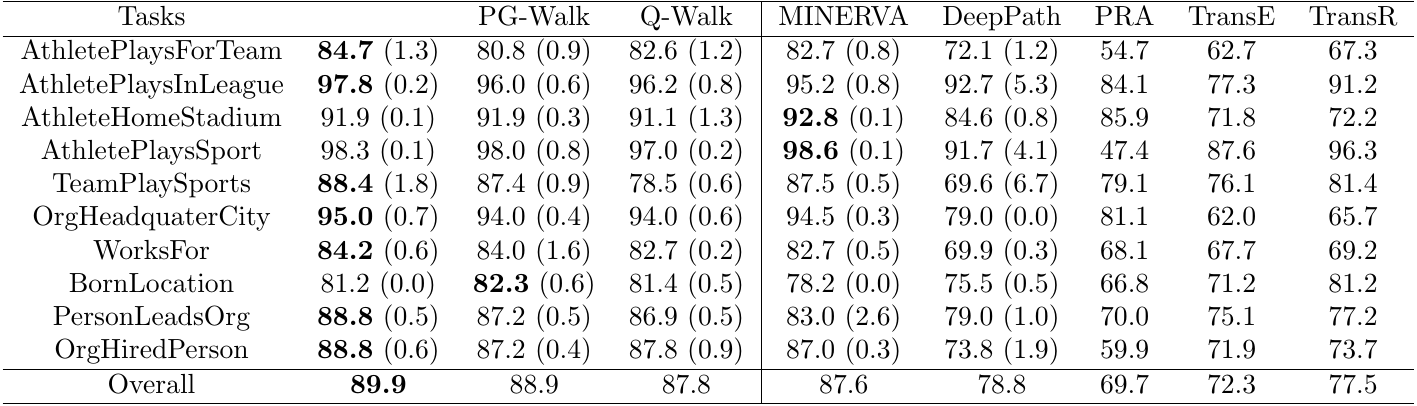 Tasks PG-Walk Q-Walk MINERVA DeepPath PRA TransE TransR
AthletePlaysForTeam 84.7 (1.3) 80.8 (0.9) 82.6 (1.2) 82.7 (0.8) 72.1 (1.2) 54.7 62.7 67.3
AthletePlaysInLeague 97.8 (0.2) 96.0 (0.6) 96.2 (0.8) 95.2 (0.8) 92.7 (5.3) 84.1 77.3 91.2
AthleteHomeStadium 91.9 (0.1) 91.9 (0.3) 91.1 (1.3) 92.8 (0.1) 84.6 (0.8) 85.9 71.8 72.2
AthletePlaysSport 98.3 (0.1) 98.0 (0.8) 97.0 (0.2) 98.6 (0.1) 91.7 (4.1) 47.4 87.6 96.3
TeamPlaySports 88.4 (1.8) 87.4 (0.9) 78.5 (0.6) 87.5 (0.5) 69.6 (6.7) 79.1 76.1 81.4
OrgHeadquaterCity 95.0 (0.7) 94.0 (0.4) 94.0 (0.6) 94.5 (0.3) 79.0 (0.0) 81.1 62.0 65.7
WorksFor 84.2 (0.6) 84.0 (1.6) 82.7 (0.2) 82.7 (0.5) 69.9 (0.3) 68.1 67.7 69.2
BornLocation 81.2 (0.0) 82.3 (0.6) 81.4 (0.5) 78.2 (0.0) 75.5 (0.5) 66.8 71.2 81.2
PersonLeadsOrg 88.8 (0.5) 87.2 (0.5) 86.9 (0.5) 83.0 (2.6) 79.0 (1.0) 70.0 75.1 77.2
OrgHiredPerson 88.8 (0.6) 87.2 (0.4) 87.8 (0.9) 87.0 (0.3) 73.8 (1.9) 59.9 71.9 73.7
Overall 89.9 88.9 87.8 87.6 78.8 69.7 72.3 77.5